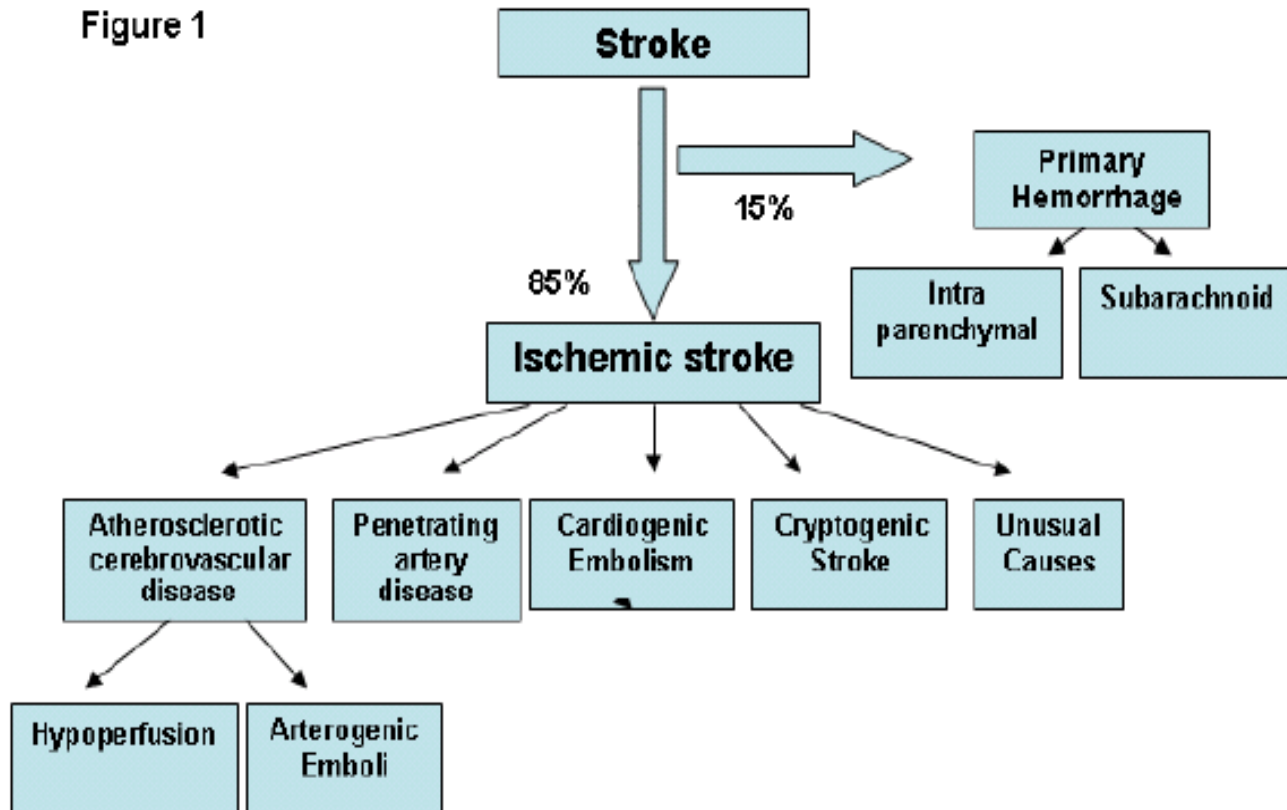 Figure 1
Stroke
15%
Primary
Hemorrhage
85%
Intra
parenchymal
Subarachnoid
Ischemic stroke
Atherosclerotic
cerebrovascular
disease
Penetrating
artery
disease
Cardiogenic
Embolism
Cryptogenic
Stroke
Unusual
Causes
Hypoperfusion
Arterogenic
Emboli